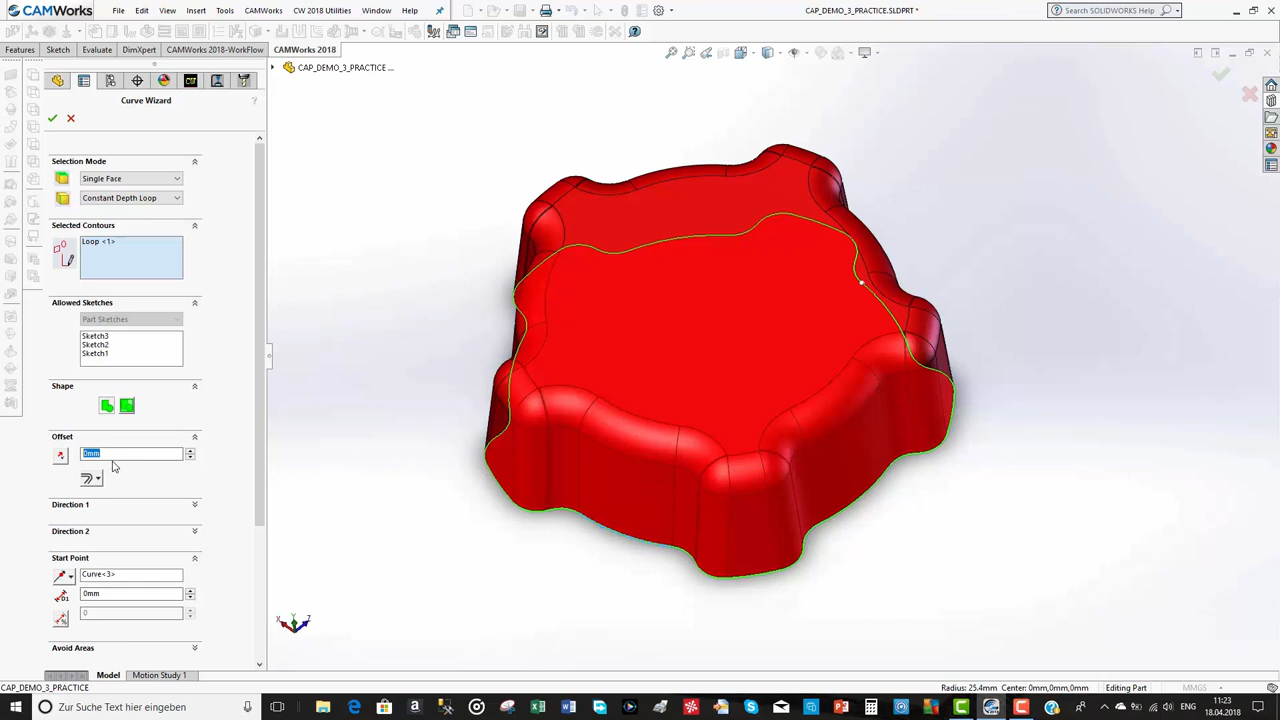 CAMWorks File Edit View Insert Tools CAMWorks CW 2018 Utilities Window Help CAP_DEMO_3_PRACTICE.SLDPRT * Search SOLIDWORKS Help
Features Sketch Evaluate DimXpert CAMWorks 2018-WorkFlow CAMWorks 2018
CAP_DEMO_3_PRACTICE ...
Curve Wizard
?
Selection Mode
Single Face
Constant Depth Loop
Selected Contours
Loop <1>
Allowed Sketches
Part Sketches
Sketch3
Sketch2
Sketch1
Shape
Offset
0mm
Direction 1
Direction 2
Start Point
Curve<3>
0mm
0
Avoid Areas
X Y Z
Model Motion Study 1
CAP_DEMO_3_PRACTICE Radius: 25.4mm Center: 0mm,0mm,0mm Editing Part MMGS
Zur Suche Text hier eingeben
11:23
18.04.2018